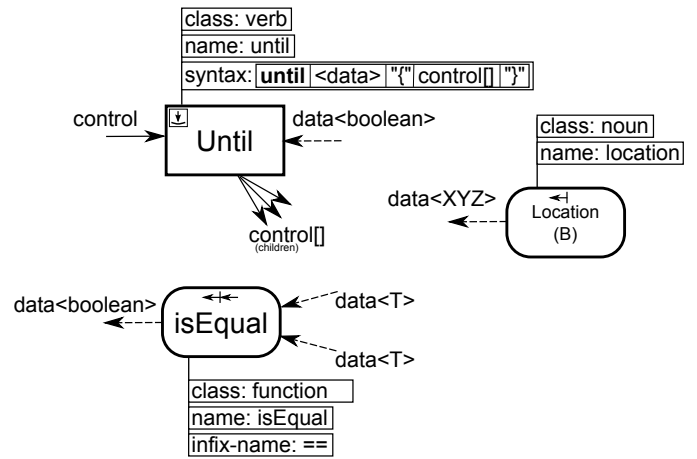 class: verb
name: until
syntax: until <data> "{" control[] "}"
control
Until
data<boolean>
control[]
(children)
class: noun
name: location
data<XYZ>
Location
(B)
data<boolean>
isEqual
data<T>
data<T>
class: function
name: isEqual
infix-name: ==